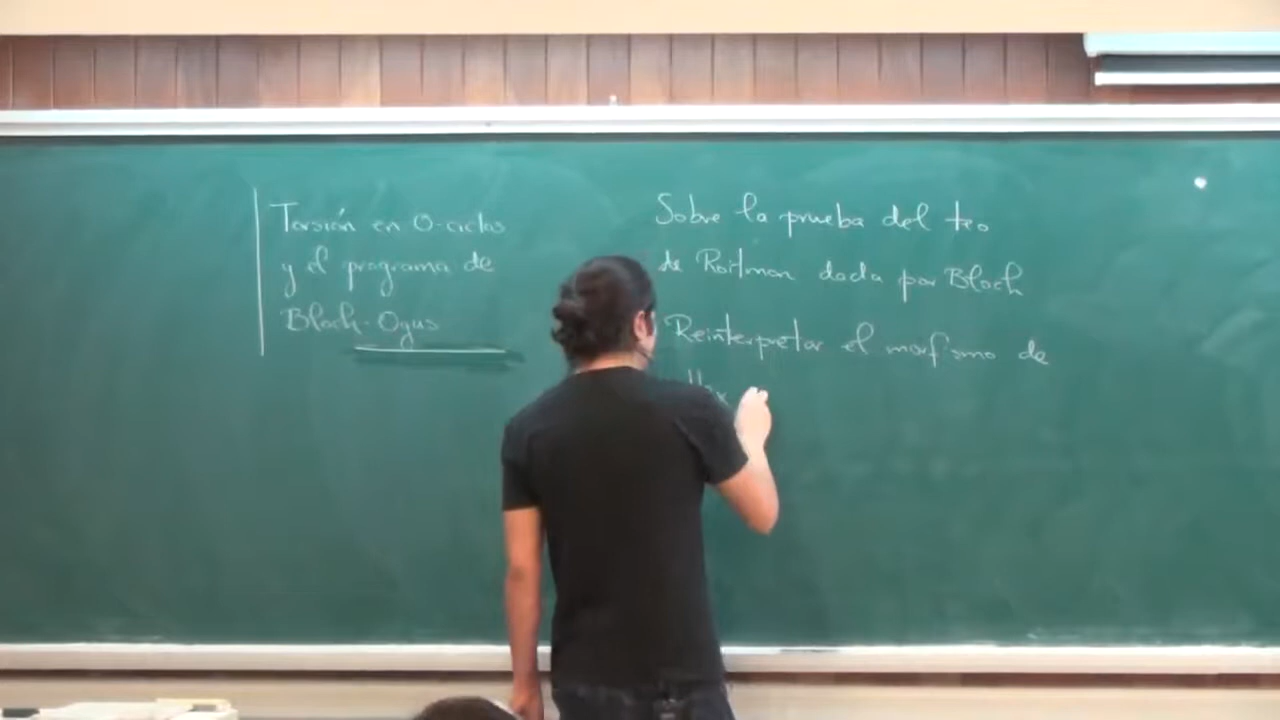 Torsión en 0-ciclos
y el programa de
Bloch-Ogus
Sobre la prueba del teo
de Roitman dada por Bloch
Reinterpretar el morfismo de